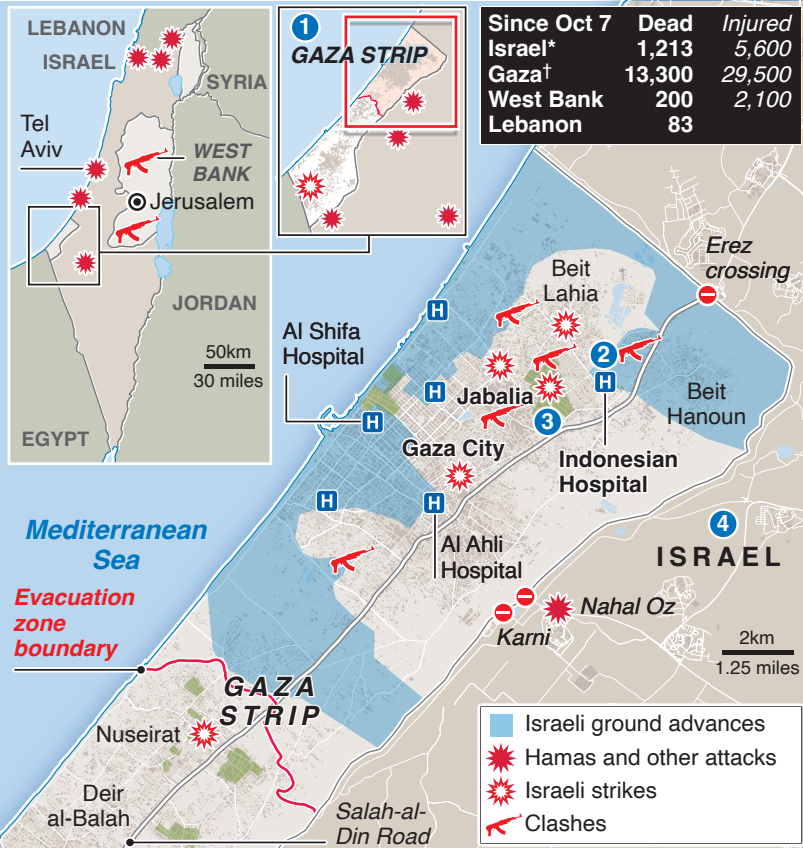 LEBANON
ISRAEL
SYRIA
Tel
Aviv
WEST
BANK
Jerusalem
JORDAN
50km
30 miles
EGYPT
1
GAZA STRIP
Since Oct 7 Dead Injured
Israel* 1,213 5,600
Gaza† 13,300 29,500
West Bank 200 2,100
Lebanon 83
Erez
crossing
Beit
Lahia
Al Shifa
Hospital
H
2
H
H
Jabalia
Beit
Hanoun
H
3
Gaza City
Indonesian
Hospital
H
H
Mediterranean
Sea
Al Ahli
Hospital
4
ISRAEL
Evacuation
zone
boundary
Nahal Oz
Karni
2km
1.25 miles
GAZA
STRIP
Nuseirat
Deir
al-Balah
Salah-al-
Din Road
Israeli ground advances
Hamas and other attacks
Israeli strikes
Clashes